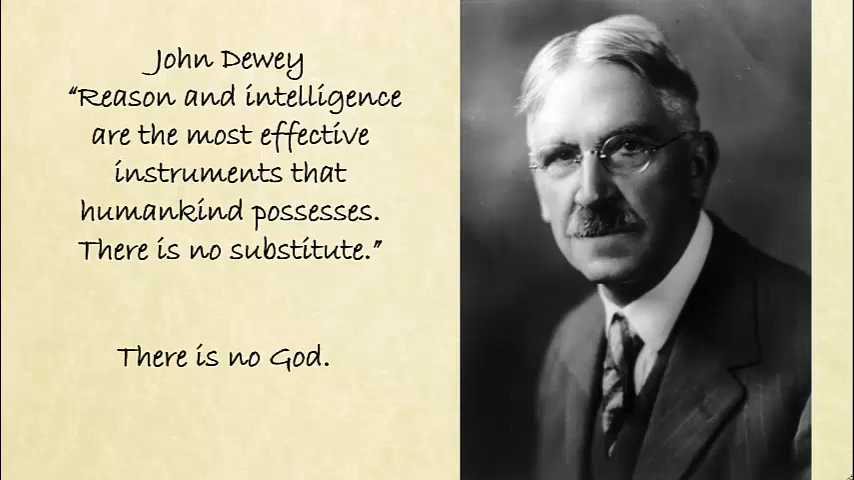 John Dewey
"Reason and intelligence
are the most effective
instruments that
humankind possesses.
There is no substitute."
There is no God.